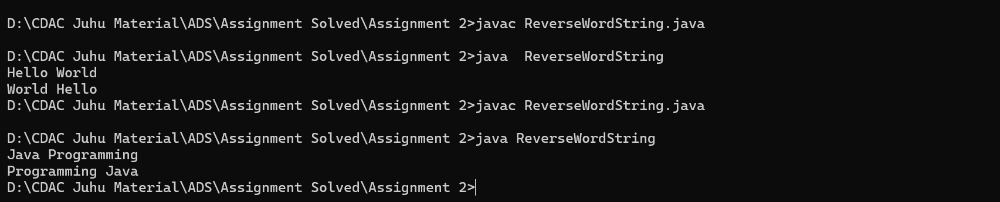 D:\CDAC Juhu Material\ADS\Assignment Solved\Assignment 2>javac ReverseWordString.java
D:\CDAC Juhu Material\ADS\Assignment Solved\Assignment 2>java  ReverseWordString
Hello World
World Hello
D:\CDAC Juhu Material\ADS\Assignment Solved\Assignment 2>javac ReverseWordString.java
D:\CDAC Juhu Material\ADS\Assignment Solved\Assignment 2>java ReverseWordString
Java Programming
Programming Java
D:\CDAC Juhu Material\ADS\Assignment Solved\Assignment 2>